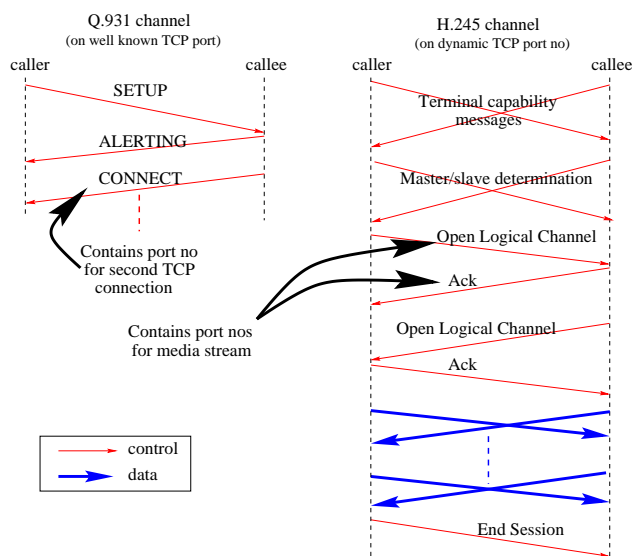 Q.931 channel
(on well known TCP port)
caller
callee
SETUP
ALERTING
CONNECT
Contains port no
for second TCP
connection
Contains port nos
for media stream
control
data
H.245 channel
(on dynamic TCP port no)
caller
callee
Terminal capability
messages
Master/slave determination
Open Logical Channel
Ack
Open Logical Channel
Ack
End Session